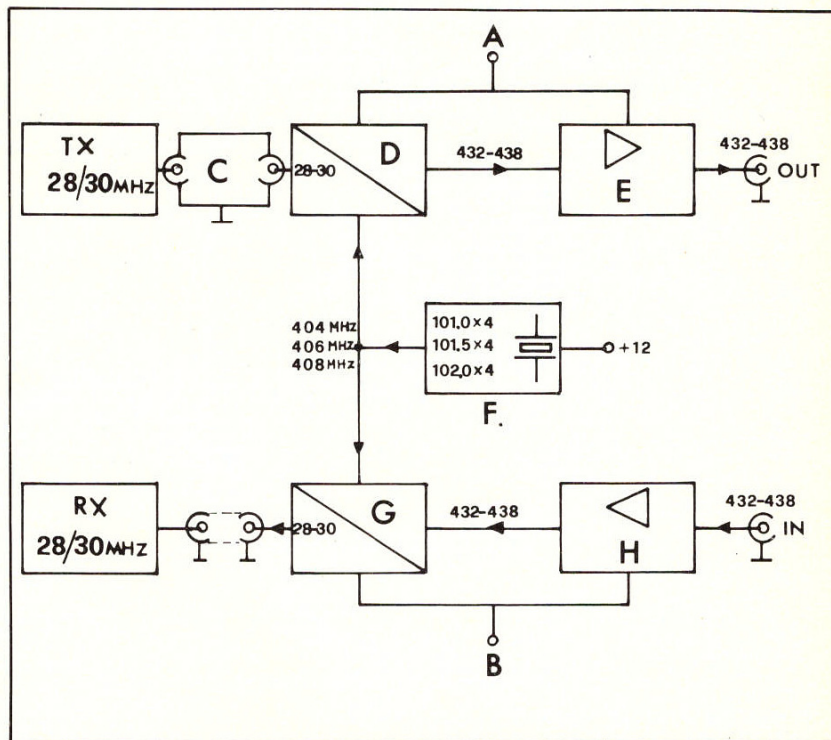 A
TX
28/30MHZ
C
28-30
D
432-438
E
432-438
OUT
404 MHZ
406 MHZ
408 MHZ
101.0 x 4
101.5 x 4
102.0 x 4
+12
F.
RX
28/30MHZ
28-30
G
432-438
H
432-438
IN
B